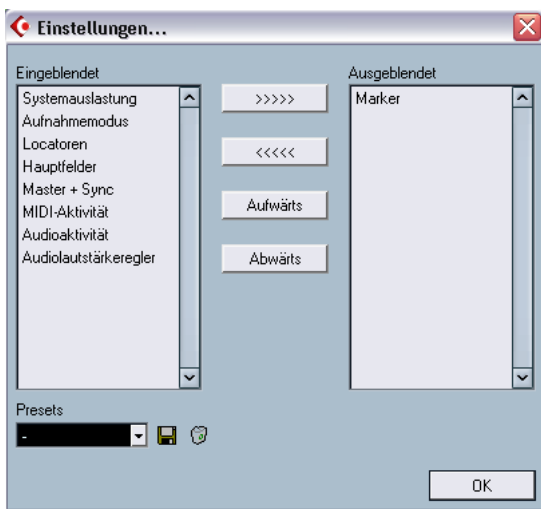 Einstellungen...
Eingeblendet
Systemauslastung
Aufnahmemodus
Locatoren
Hauptfelder
Master + Sync
MIDI-Aktivität
Audioaktivität
Audiolautstärkeregler
>>>>>
<<<<<
Aufwärts
Abwärts
Ausgeblendet
Marker
Presets
-
OK